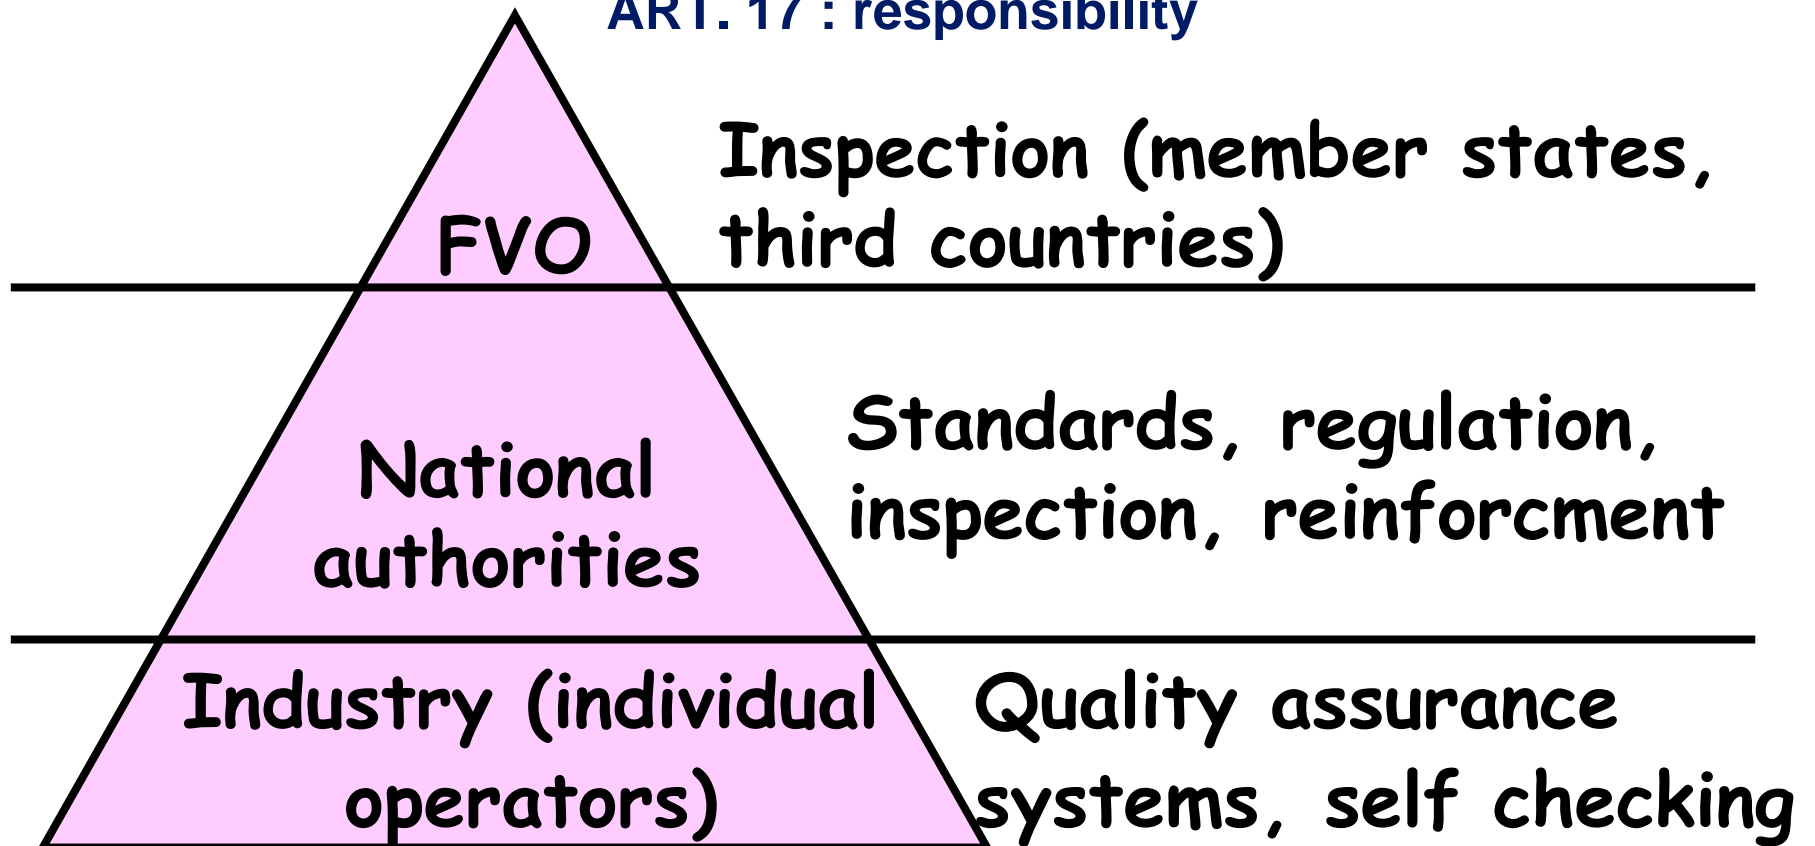 ART. 17 : responsibility
Inspection (member states,
third countries)
FVO
Standards, regulation,
inspection, reinforcment
National
authorities
Industry (individual
operators)
Quality assurance
systems, self checking